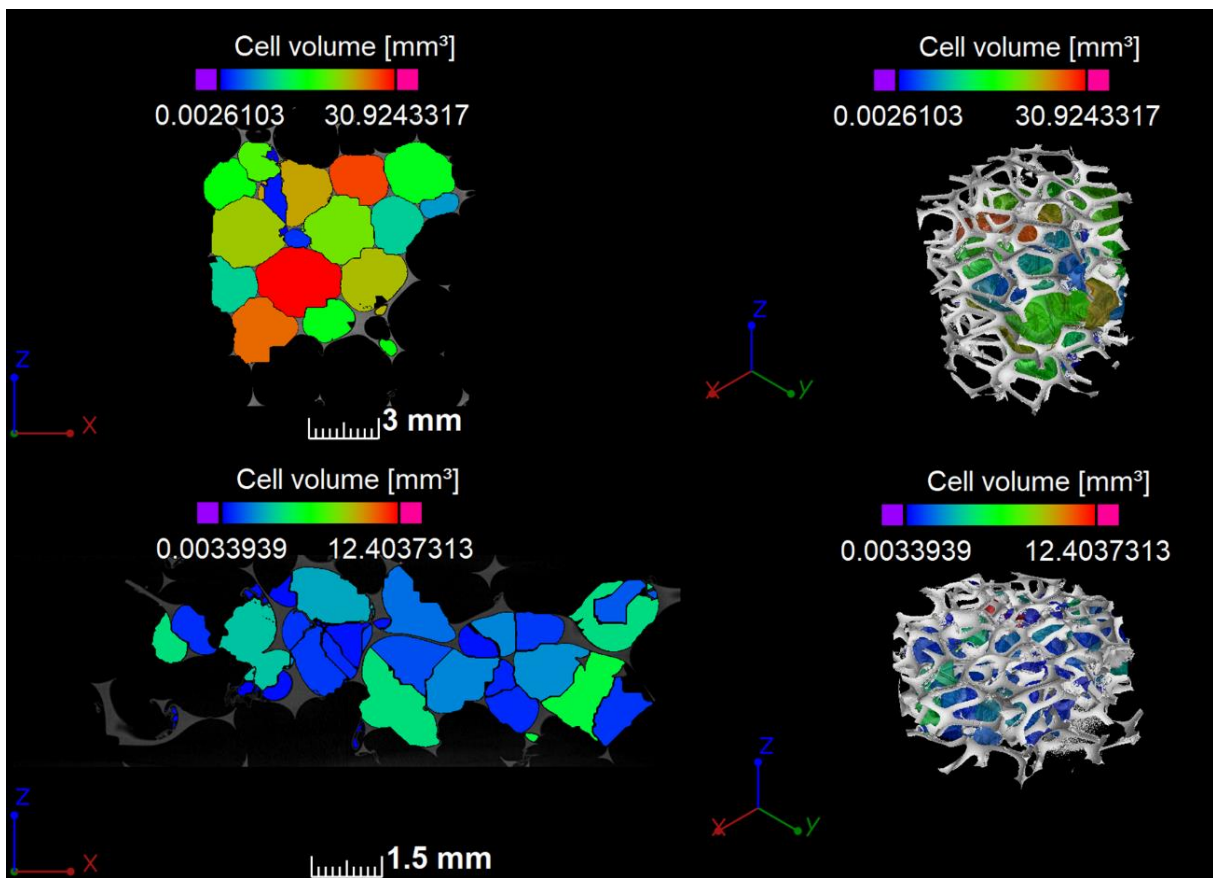 Cell volume [mm³]
0.0026103 30.9243317
Z
X
3 mm
Cell volume [mm³]
0.0026103 30.9243317
Z
X
y
Cell volume [mm³]
0.0033939 12.4037313
Z
X
1.5 mm
Cell volume [mm³]
0.0033939 12.4037313
Z
X
y